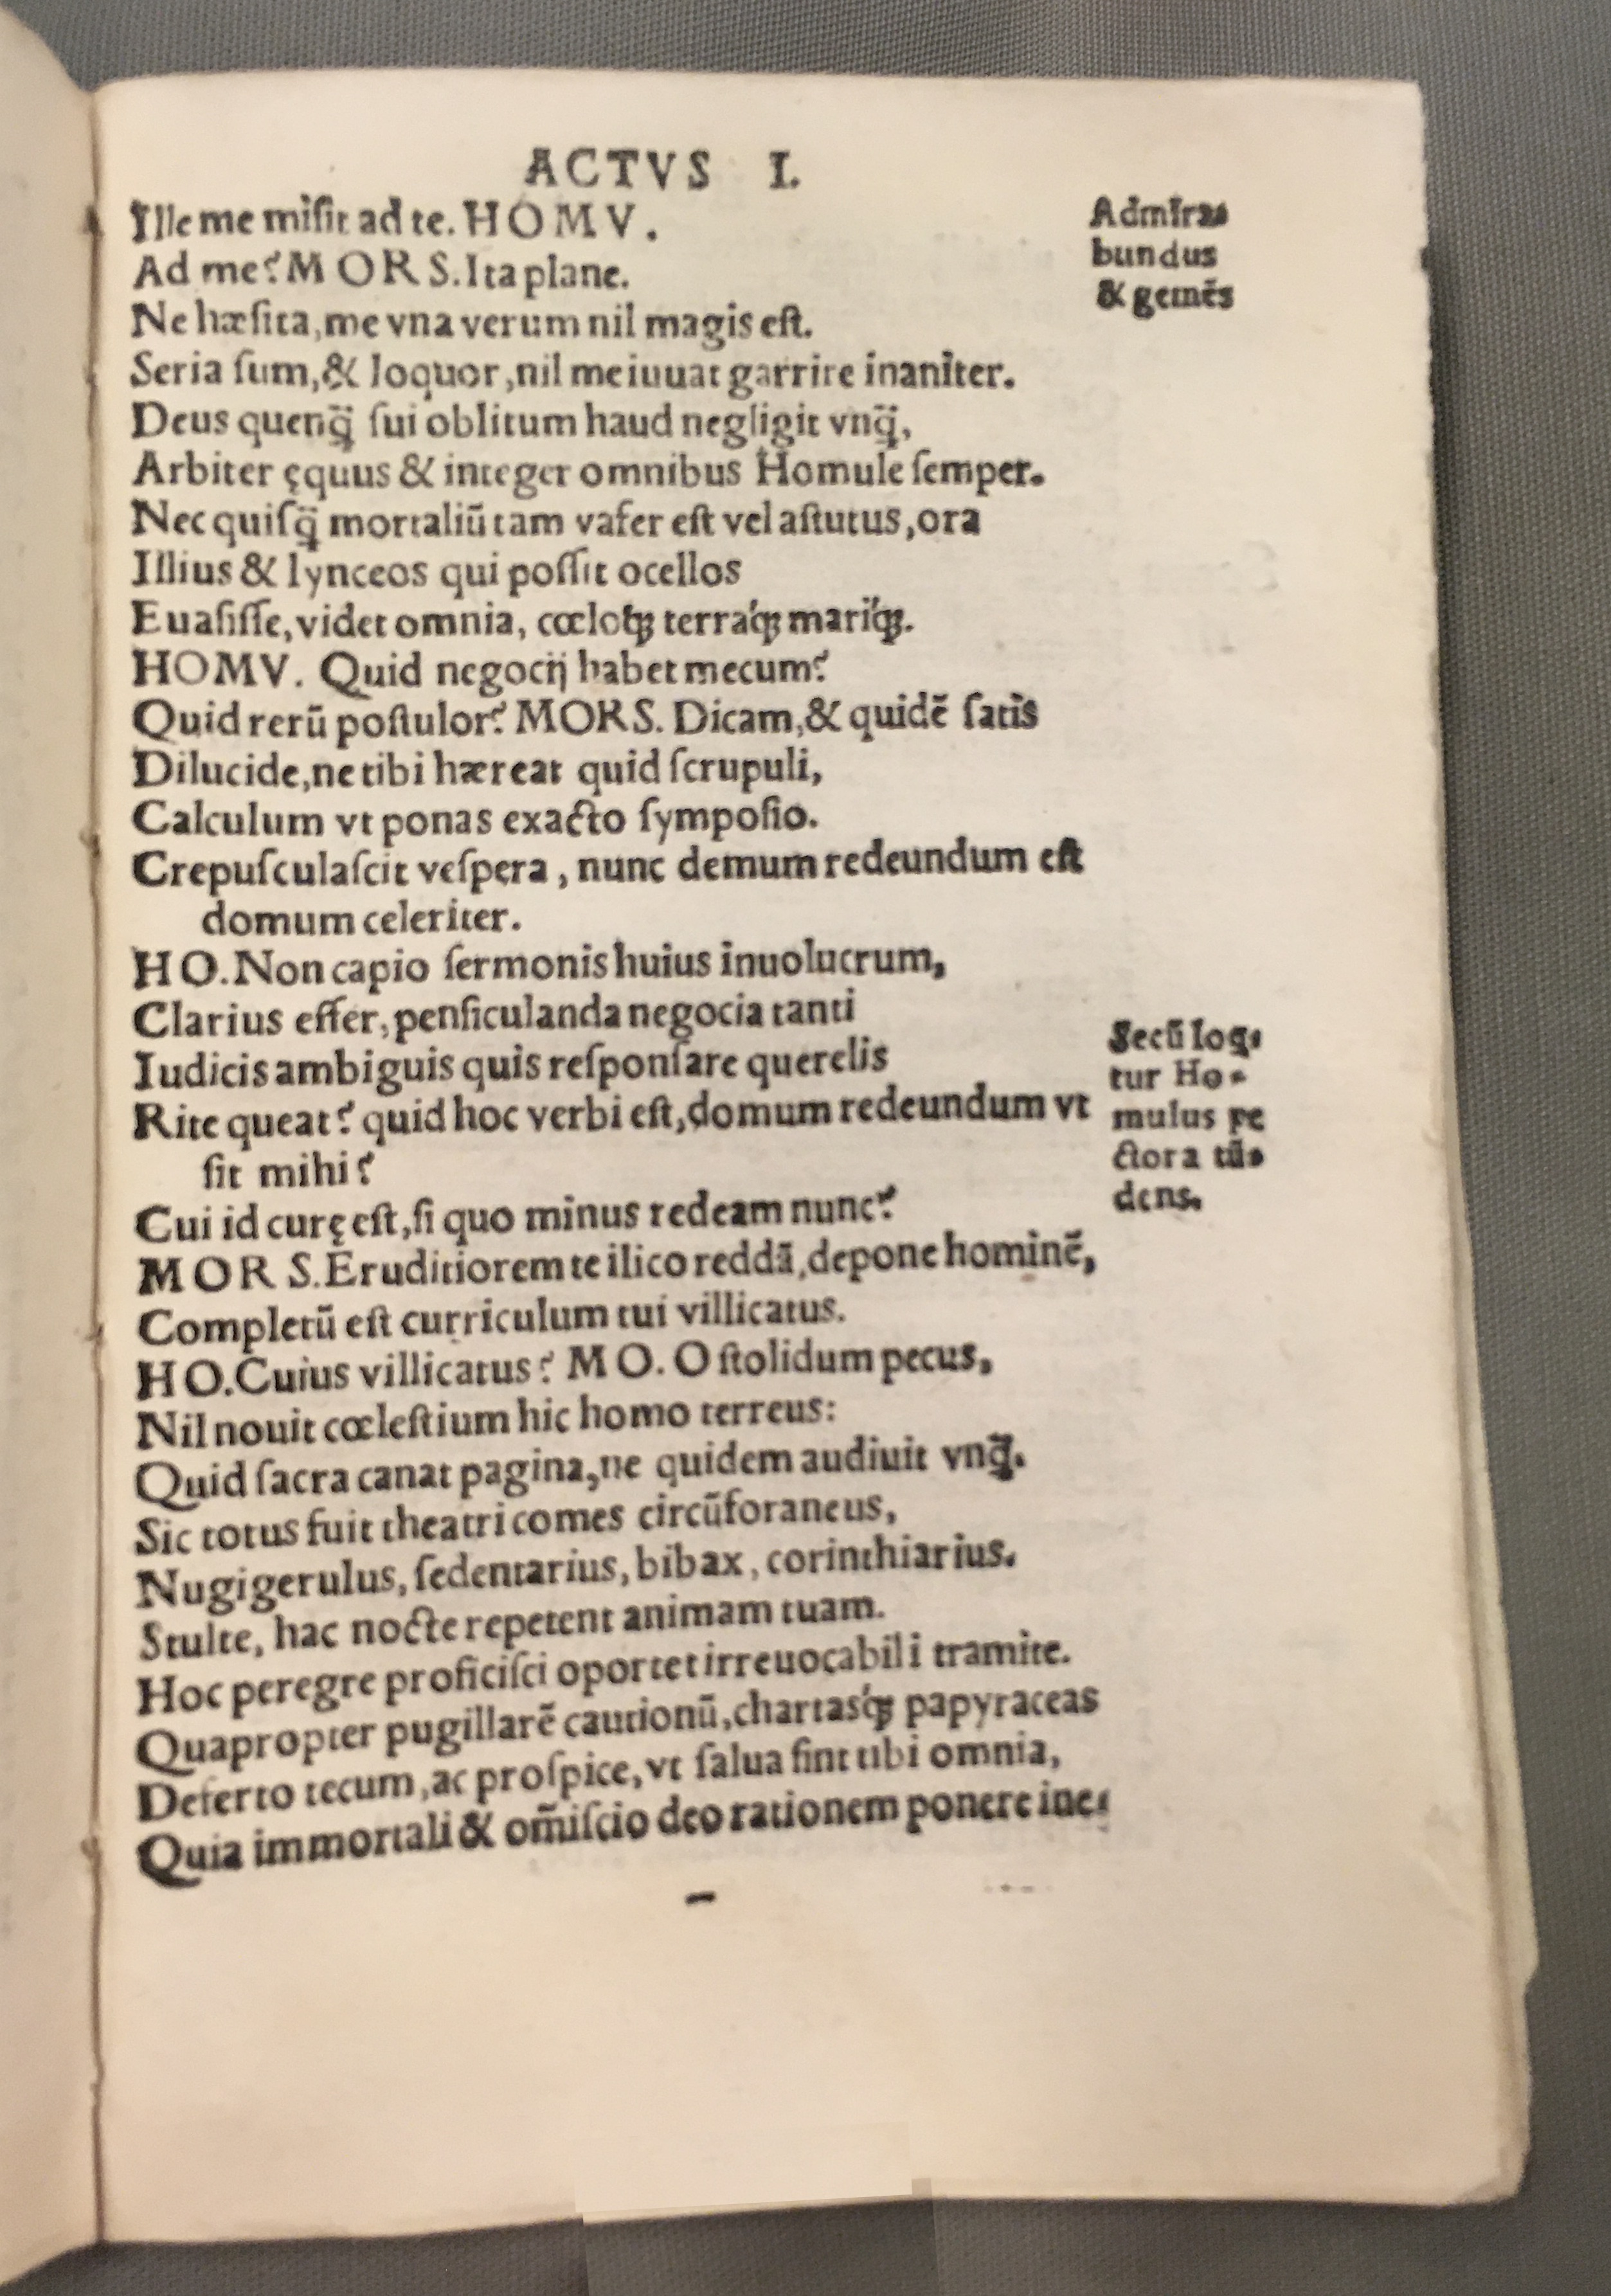 ACTVS I.
Ille me miſit ad te. HOMV.
Admira⸗
bundus
& gemẽs
Ad me? MORS. Ita plane.
Ne hæſita, me vna verum nil magis eſt.
Seria ſum, & loquor, nil me iuuat garrire inaniter.
Deus quenq̈̃ ſui oblitum haud negligit vnq̈̃,
Arbiter ęquus & integer omnibus Homule ſemper.
Nec quiſq̈̃ mortaliũ tam vafer eſt vel aſtutus, ora
Illius & lynceos qui poſſit ocellos
Euaſiſſe, videt omnia, cœloꝗ́; terraꝗ́; mariꝗ́;.
HOMV. Quid negocij habet mecum?
Quid rerũ poſtulor? MORS. Dicam, & quidẽ ſatis
Dilucide, ne tibi hæreat quid ſcrupuli,
Calculum vt ponas exacto ſympoſio.
Crepuſculaſcit veſpera, nunc demum redeundum eſt
domum celeriter.
HO. Non capio ſermonis huius inuolucrum,
Clarius effer, penſiculanda negocia tanti
Iudicis ambiguis quis reſponſare querelis
Rite queat? quid hoc verbi eſt, domum redeundum vt
ſit mihi?
Secũ loq⸗
tur Ho⸗
mulus pe
ctora tũ⸗
dens.
Cui id curę eſt, ſi quo minus redeam nunc?
MORS. Eruditiorem te ilico reddã, depone hominẽ,
Completũ eſt curriculum tui villicatus.
HO. Cuius villicatus? MO. O ſtolidum pecus,
Nil nouit cœleſtium hic homo terreus:
Quid ſacra canat pagina, ne quidem audiuit vnq̃.
Sic totus fuit theatri comes circũforaneus,
Nugigerulus, ſedentarius, bibax, corinthiarius.
Stulte, hac nocte repetent animam tuam.
Hoc peregre proficiſci oportet irreuocabili tramite.
Quapropter pugillarẽ cautionũ, chartasꝗ́; papyraceas
Deferto tecum, ac proſpice, vt ſalua ſint tibi omnia,
Quia immortali & om̃iſcio deo rationem ponere ine⸗